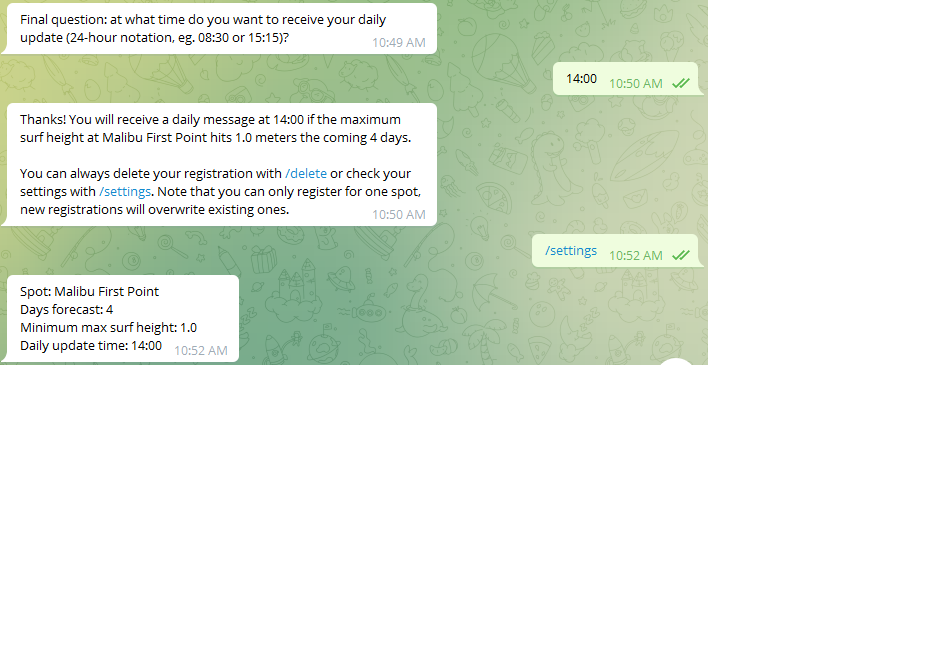 Final question: at what time do you want to receive your daily
update (24-hour notation, eg. 08:30 or 15:15)?
10:49 AM
14:00 10:50 AM
Thanks! You will receive a daily message at 14:00 if the maximum
surf height at Malibu First Point hits 1.0 meters the coming 4 days.
You can always delete your registration with /delete or check your
settings with /settings. Note that you can only register for one spot,
new registrations will overwrite existing ones.
10:50 AM
/settings 10:52 AM
Spot: Malibu First Point
Days forecast: 4
Minimum max surf height: 1.0
Daily update time: 14:00 10:52 AM